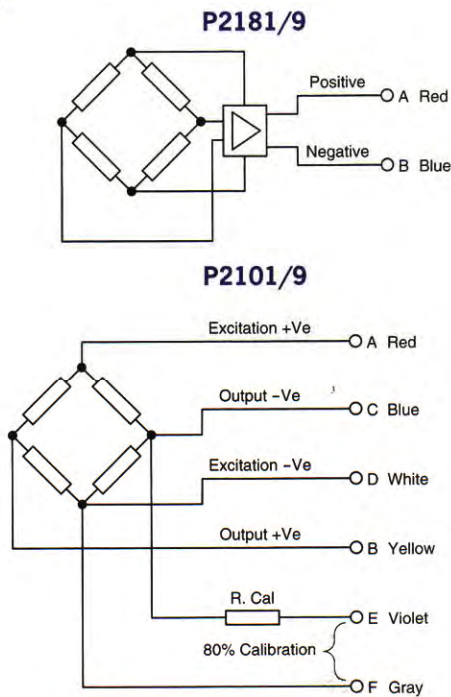 P2181/9
Positive
A Red
Negative
B Blue
P2101/9
Excitation +Ve
A Red
Output –Ve
C Blue
Excitation –Ve
D White
Output +Ve
B Yellow
R. Cal
E Violet
80% Calibration
F Gray